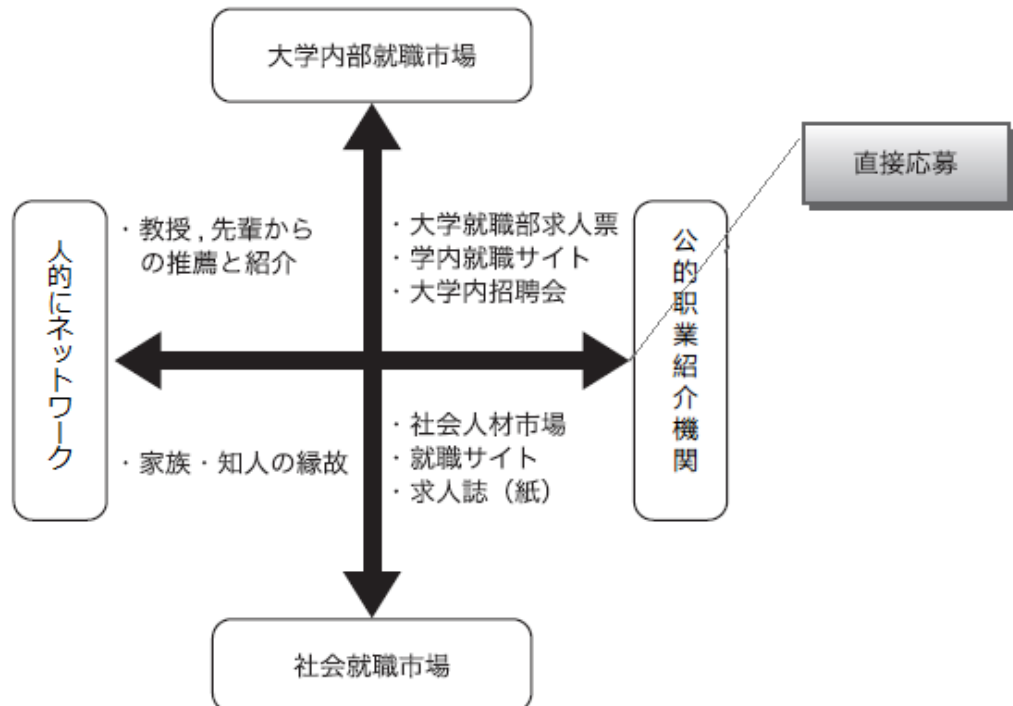 大学内部就職市場
直接応募
人的にネットワーク
・教授，先輩から
の推薦と紹介
・大学就職部求人票
・学内就職サイト
・大学内招聘会
公的职業紹介機関
・家族・知人の縁故
・社会人材市場
・就職サイト
・求人誌（紙）
社会就職市場